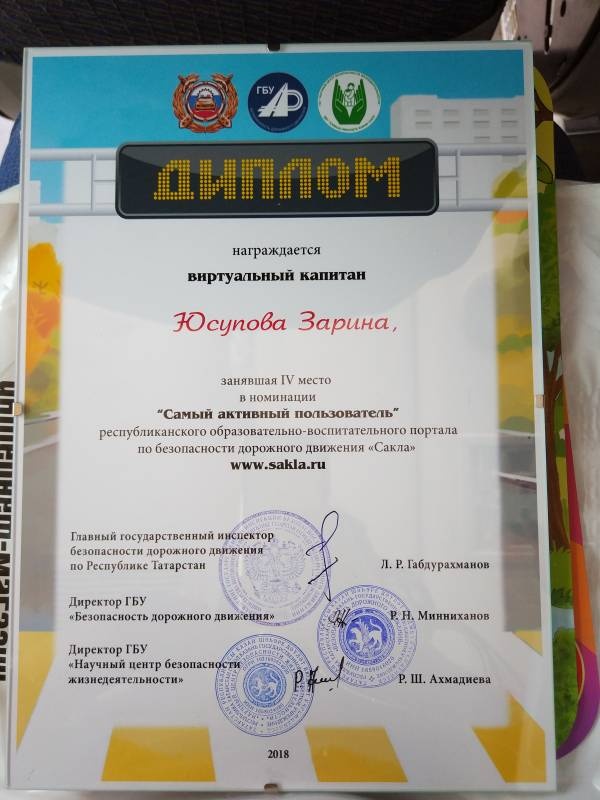 ГБУ
ДИПЛОМ
награждается
виртуальный капитан
Юсупова Зарина,
занявшая IV место
в номинации
“Самый активный пользователь”
республиканского образовательно-воспитательного портала
по безопасности дорожного движения «Сакла»
www.sakla.ru
Главный государственный инспектор
безопасности дорожного движения
по Республике Татарстан
Л. Р. Габдурахманов
Директор ГБУ
«Безопасность дорожного движения»
Р. Н. Минниханов
Директор ГБУ
«Научный центр безопасности
жизнедеятельности»
Р. Ш. Ахмадиева
2018